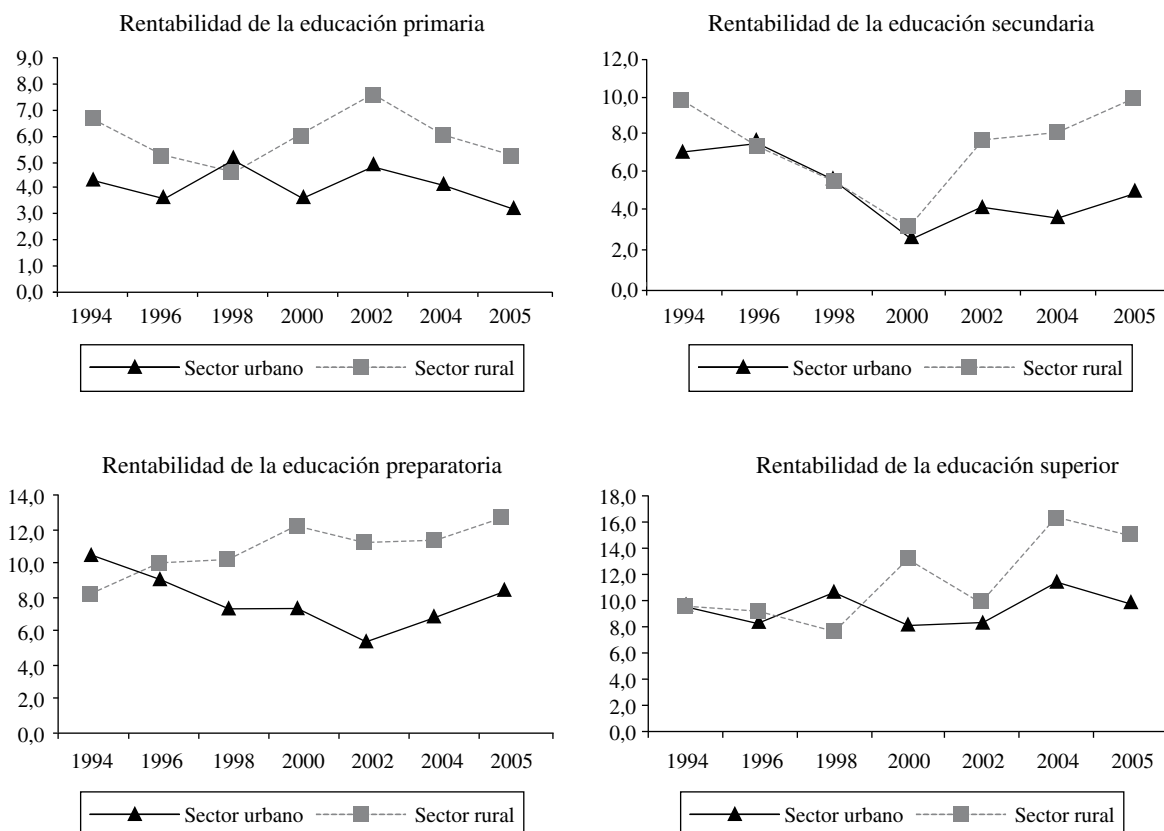 Rentabilidad de la educación primaria
9,0
8,0
7,0
6,0
5,0
4,0
3,0
2,0
1,0
0,0
1994 1996 1998 2000 2002 2004 2005
Sector urbano Sector rural
Rentabilidad de la educación secundaria
12,0
10,0
8,0
6,0
4,0
2,0
0,0
1994 1996 1998 2000 2002 2004 2005
Sector urbano Sector rural
Rentabilidad de la educación preparatoria
14,0
12,0
10,0
8,0
6,0
4,0
2,0
0,0
1994 1996 1998 2000 2002 2004 2005
Sector urbano Sector rural
Rentabilidad de la educación superior
18,0
16,0
14,0
12,0
10,0
8,0
6,0
4,0
2,0
0,0
1994 1996 1998 2000 2002 2004 2005
Sector urbano Sector rural